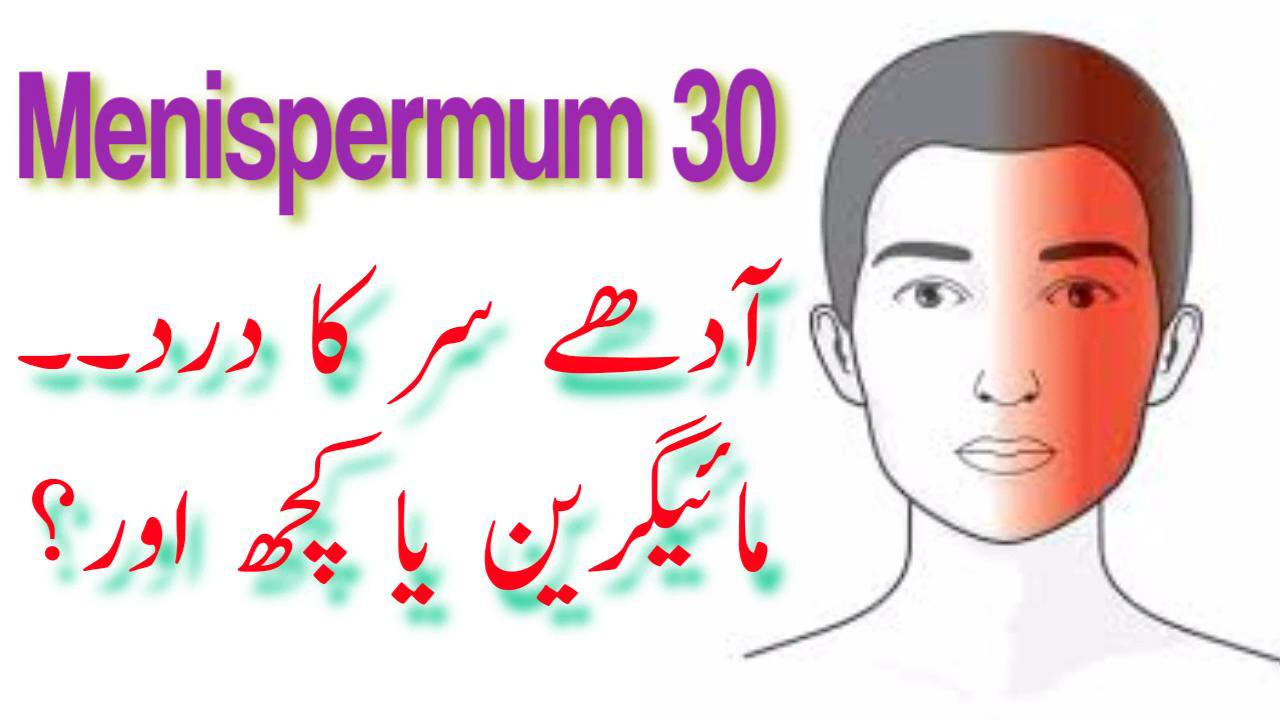 Menispermum 30
آدھے سر کا درد۔۔
مائیگرین یا کچھ اور؟